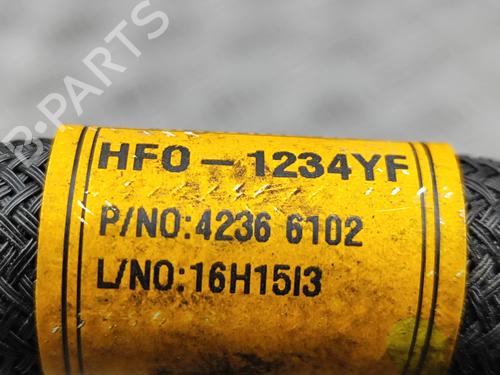 B-PARTS
HFO-1234YF
P/NO:4236 6102
L/NO:16H15I3